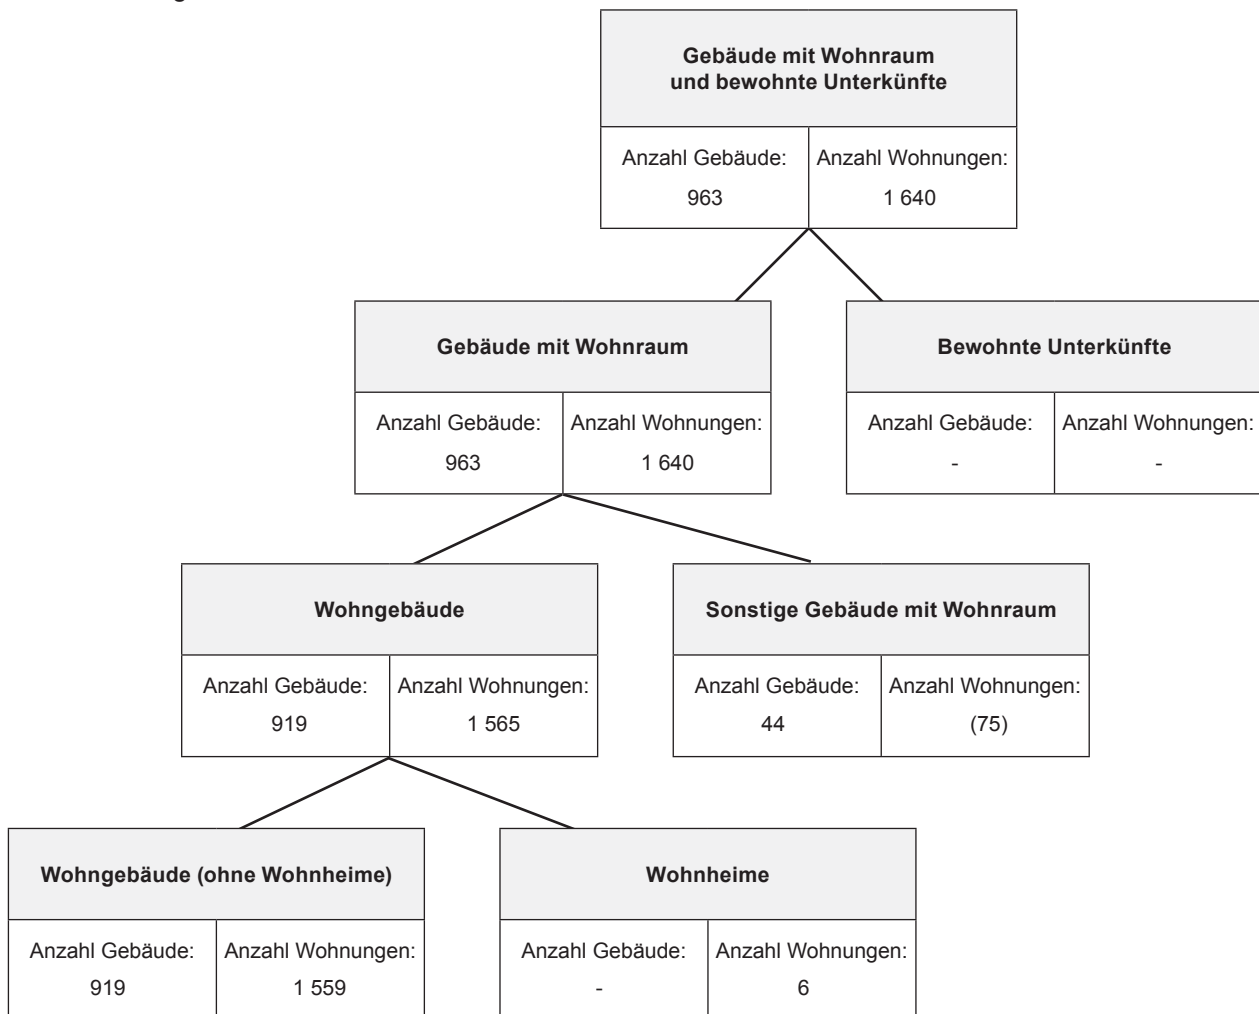 Gebäude mit Wohnraum
und bewohnte Unterkünfte
Anzahl Gebäude:
963
Anzahl Wohnungen:
1 640
Gebäude mit Wohnraum
Anzahl Gebäude:
963
Anzahl Wohnungen:
1 640
Bewohnte Unterkünfte
Anzahl Gebäude:
-
Anzahl Wohnungen:
-
Wohngebäude
Anzahl Gebäude:
919
Anzahl Wohnungen:
1 565
Sonstige Gebäude mit Wohnraum
Anzahl Gebäude:
44
Anzahl Wohnungen:
(75)
Wohngebäude (ohne Wohnheime)
Anzahl Gebäude:
919
Anzahl Wohnungen:
1 559
Wohnheime
Anzahl Gebäude:
-
Anzahl Wohnungen:
6